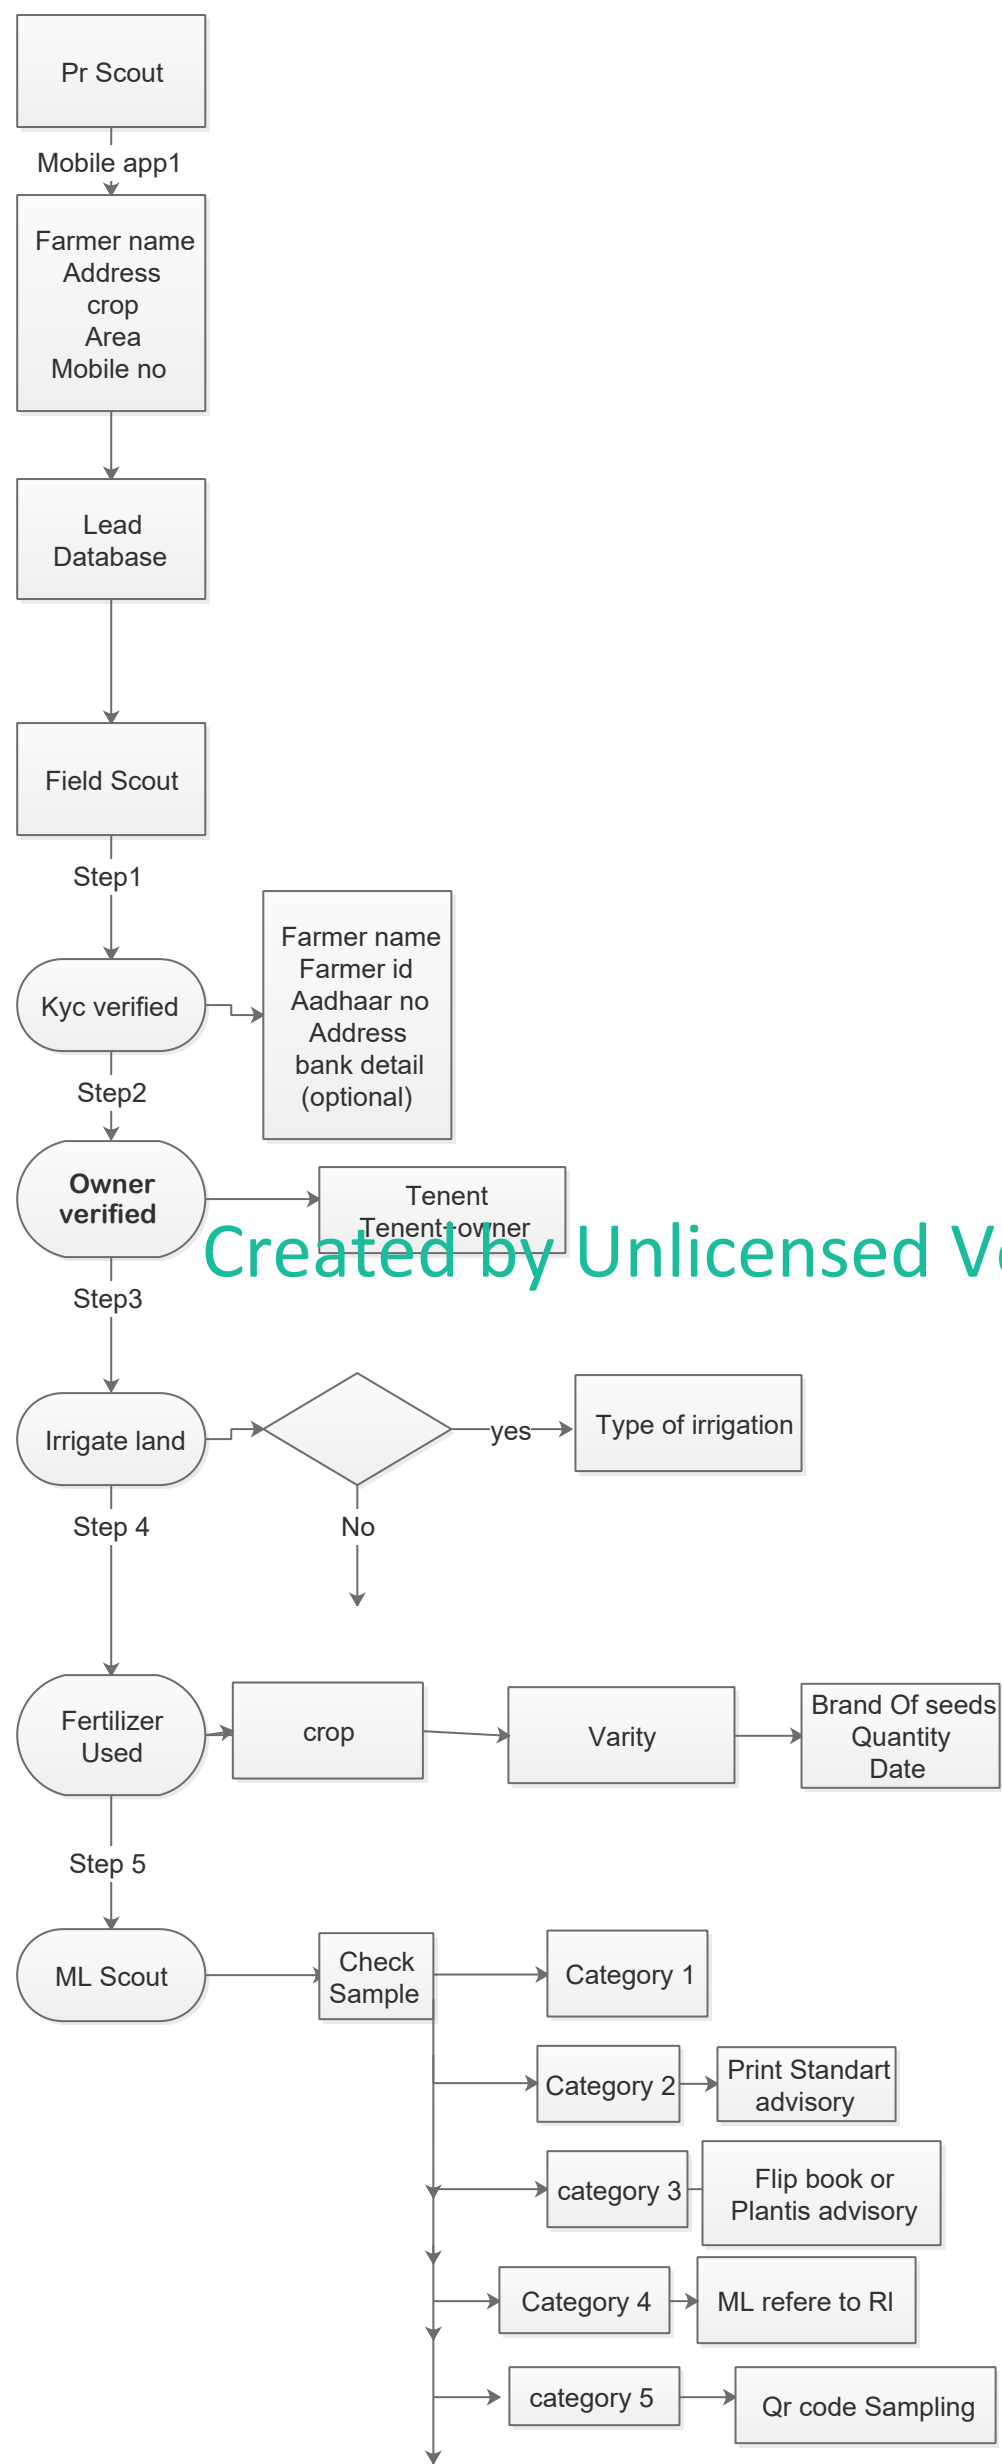 Pr Scout
Mobile app1
Farmer name
Address
crop
Area
Mobile no
Lead
Database
Field Scout
Step1
Kyc verified
Farmer name
Farmer id
Aadhaar no
Address
bank detail
(optional)
Step2
Owner
verified
Tenent
Tenent+owner
Created by Unlicensed Ve
Step3
Irrigate land
yes
Type of irrigation
No
Step 4
Fertilizer
Used
crop
Varity
Brand Of seeds
Quantity
Date
Step 5
ML Scout
Check
Sample
Category 1
Category 2
Print Standart
advisory
category 3
Flip book or
Plantis advisory
Category 4
ML refere to RI
category 5
Qr code Sampling